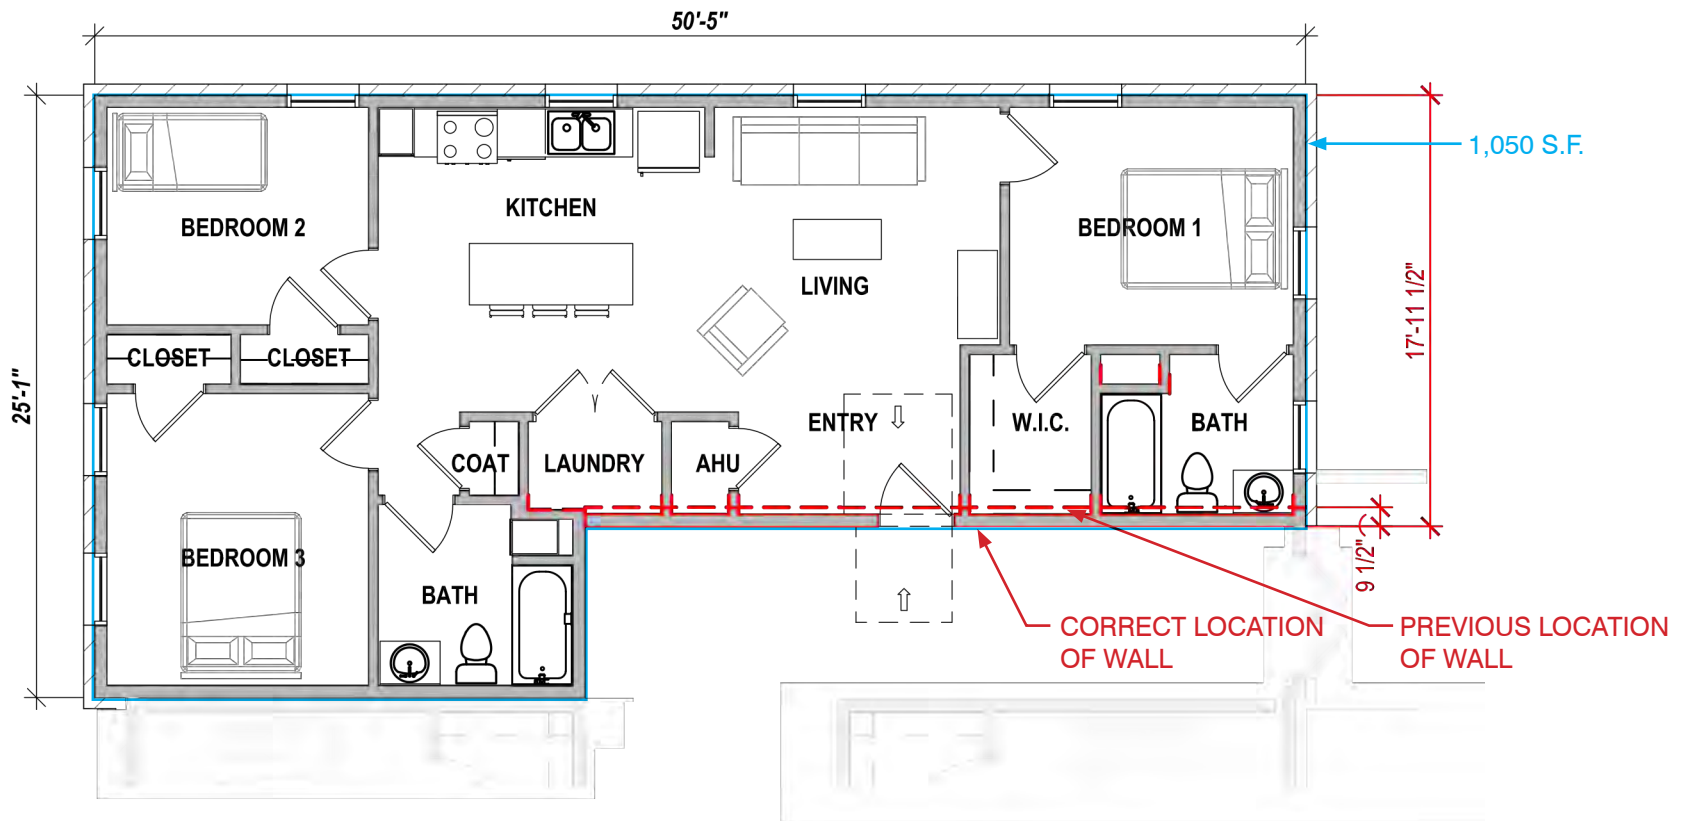 50'-5"
1,050 S.F.
KITCHEN
BEDROOM 2
BEDROOM 1
LIVING
17'-11 1/2"
CLOSET
CLOSET
25'-1"
ENTRY
W.I.C.
BATH
COAT
LAUNDRY
AHU
BEDROOM 3
9 1/2"
BATH
CORRECT LOCATION
OF WALL
PREVIOUS LOCATION
OF WALL